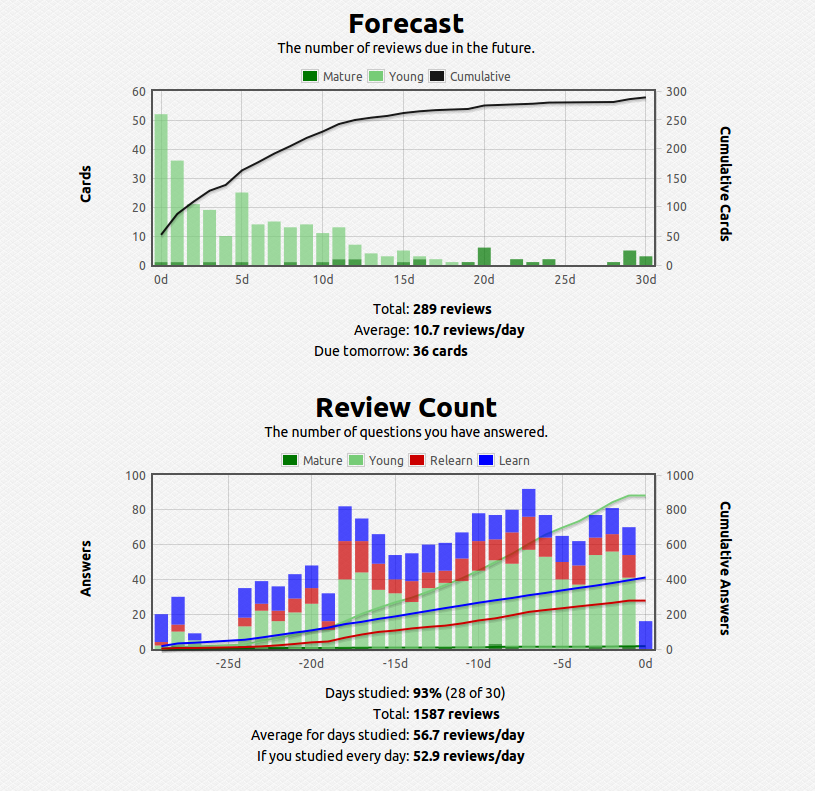 Forecast
The number of reviews due in the future.
Mature Young Cumulative
60 300
50 250
40 200
30 150
20 100
10 50
0 0
Cards
Cumulative Cards
0d 5d 10d 15d 20d 25d 30d
Total: 289 reviews
Average: 10.7 reviews/day
Due tomorrow: 36 cards
Review Count
The number of questions you have answered.
Mature Young Relearn Learn
100 1000
80 800
60 600
40 400
20 200
0 0
Answers
Cumulative Answers
-25d -20d -15d -10d -5d 0d
Days studied: 93% (28 of 30)
Total: 1587 reviews
Average for days studied: 56.7 reviews/day
If you studied every day: 52.9 reviews/day